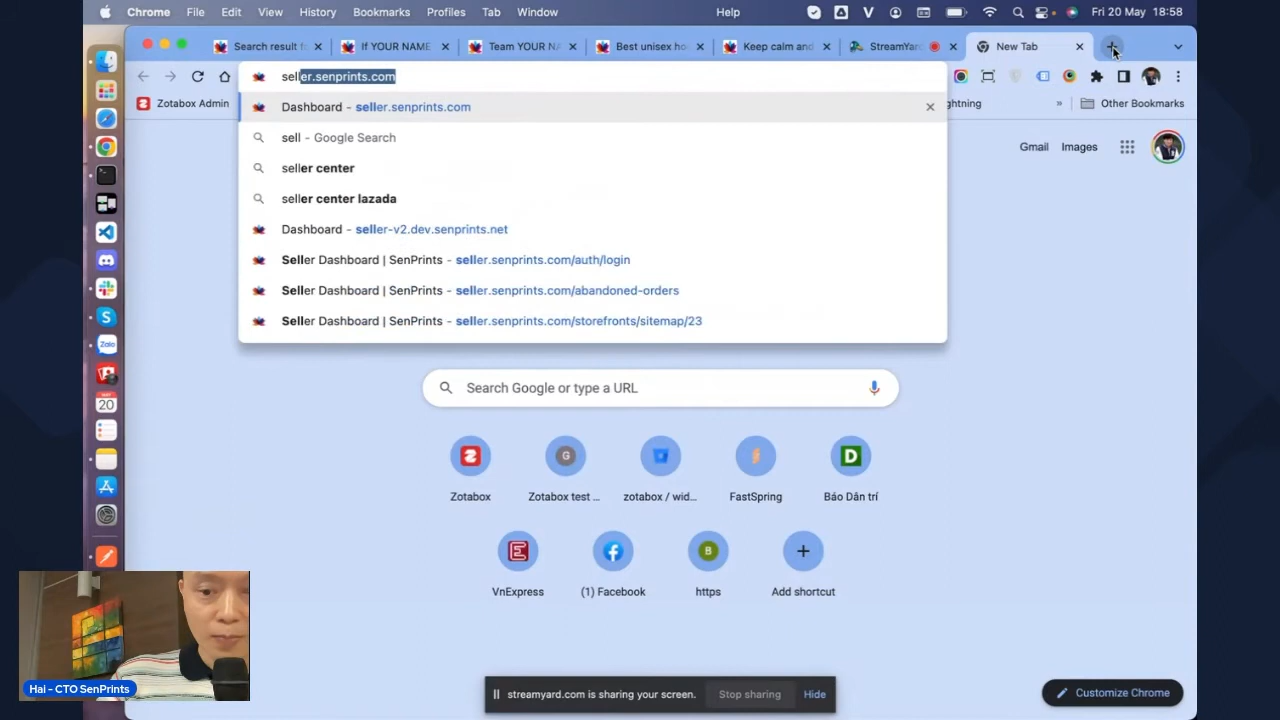 Chrome File Edit View History Bookmarks Profiles Tab Window Help Fri 20 May 18:58
Search result f If YOUR NAME Team YOUR NA Best unisex ho Keep calm and StreamYar New Tab
seller.senprints.com
Zotabox Admin ghtning » Other Bookmarks
Dashboard - seller.senprints.com
sell - Google Search
seller center
seller center lazada
Dashboard - seller-v2.dev.senprints.net
Seller Dashboard | SenPrints - seller.senprints.com/auth/login
Seller Dashboard | SenPrints - seller.senprints.com/abandoned-orders
Seller Dashboard | SenPrints - seller.senprints.com/storefronts/sitemap/23
Gmail Images
Search Google or type a URL
Zotabox Zotabox test ... zotabox / wid... FastSpring Báo Dân trí
VnExpress (1) Facebook https Add shortcut
Zalo
20
Hai - CTO SenPrints
streamyard.com is sharing your screen. Stop sharing Hide
Customize Chrome